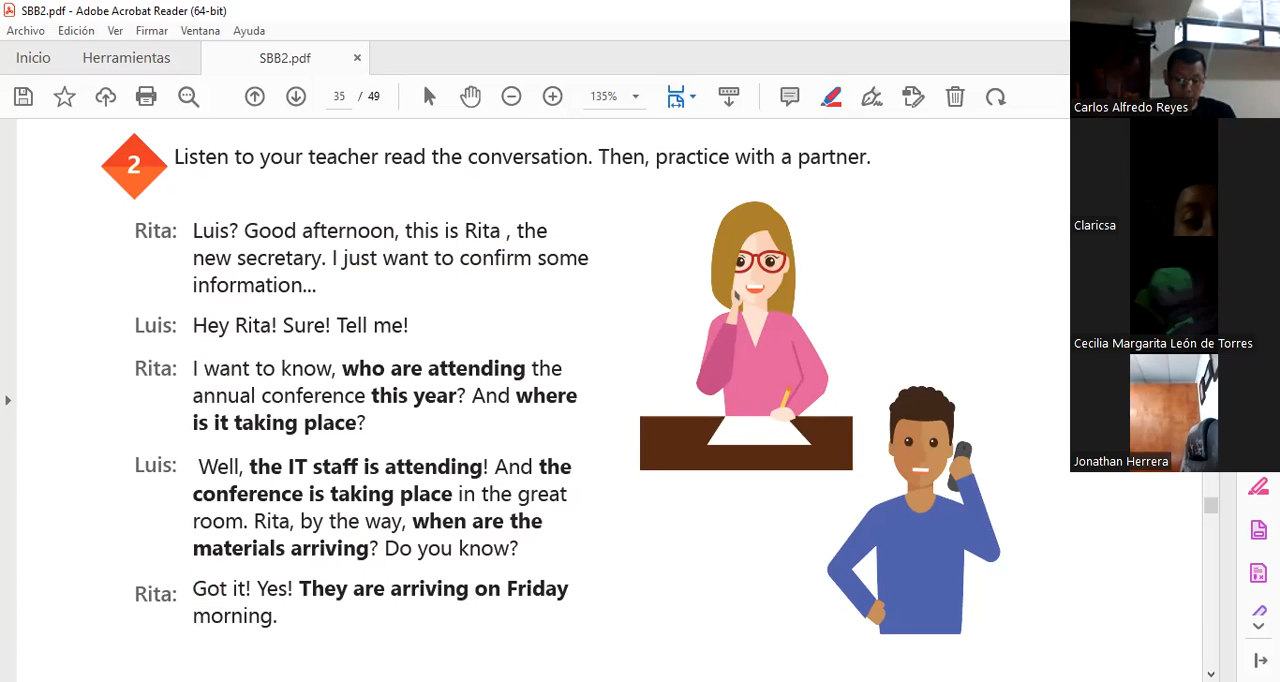 SBB2.pdf - Adobe Acrobat Reader (64-bit)
Archivo Edición Ver Firmar Ventana Ayuda
Inicio Herramientas SBB2.pdf ×
35 / 49 135%
2 Listen to your teacher read the conversation. Then, practice with a partner.
Rita: Luis? Good afternoon, this is Rita , the
new secretary. I just want to confirm some
information...
Luis: Hey Rita! Sure! Tell me!
Rita: I want to know, who are attending the
annual conference this year? And where
is it taking place?
Luis: Well, the IT staff is attending! And the
conference is taking place in the great
room. Rita, by the way, when are the
materials arriving? Do you know?
Rita: Got it! Yes! They are arriving on Friday
morning.
Carlos Alfredo Reyes
Claricsa
Cecilia Margarita León de Torres
Jonathan Herrera